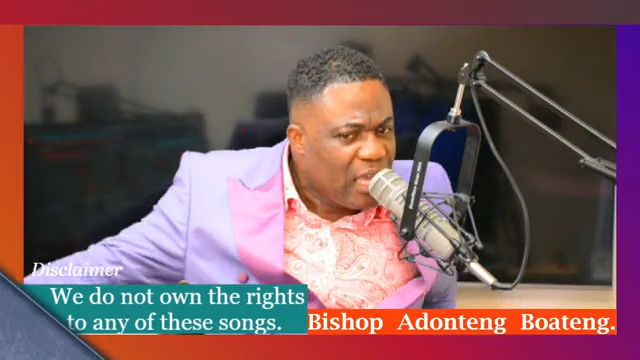 Disclaimer
We do not own the rights
to any of these songs.
Bishop Adonteng Boateng.